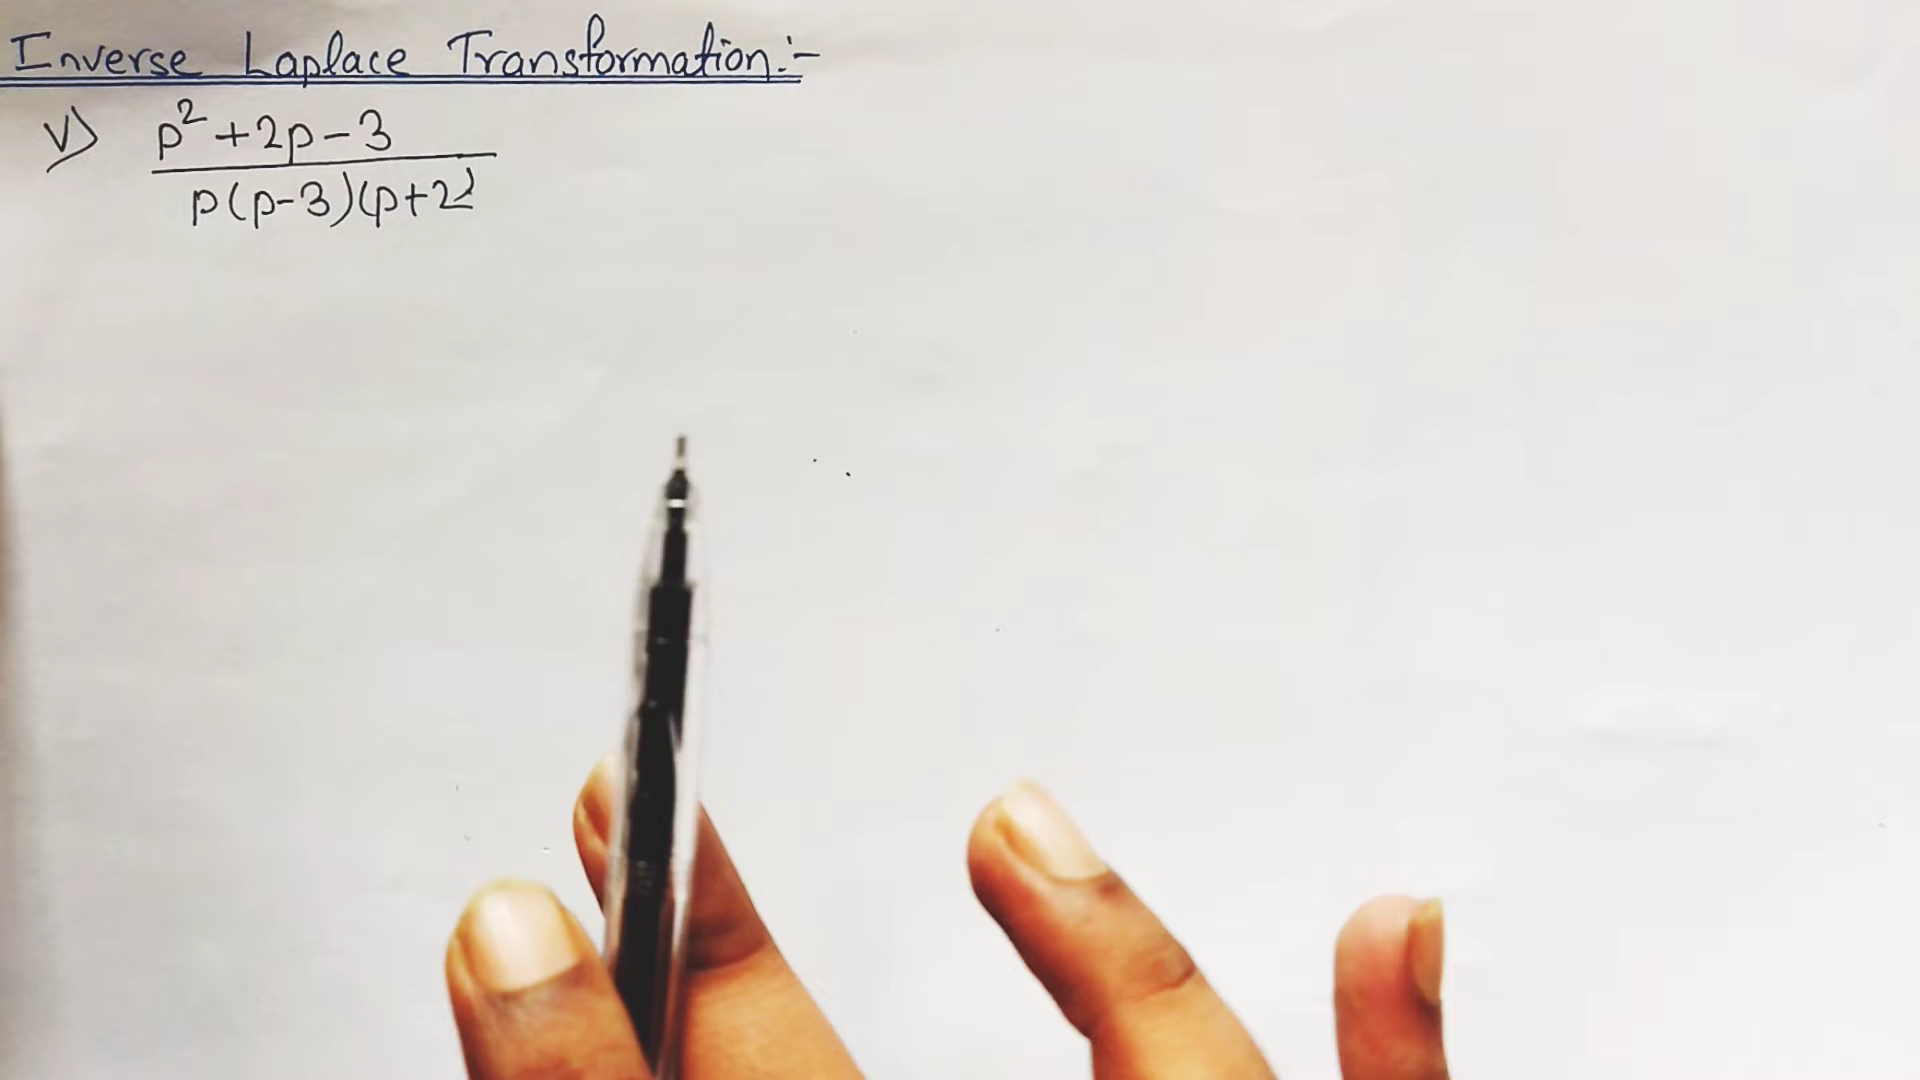 Inverse Laplace Transformation:-
V) p² + 2p - 3
p(p-3)(p+2)